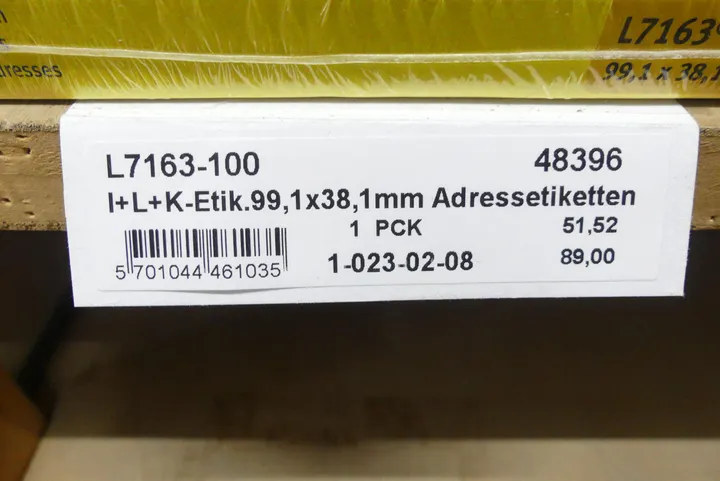 L7163
dresses
99,1 x 38,1
L7163-100 48396
I+L+K-Etik.99,1x38,1mm Adressetiketten
1 PCK 51,52
5 701044 461035 1-023-02-08 89,00